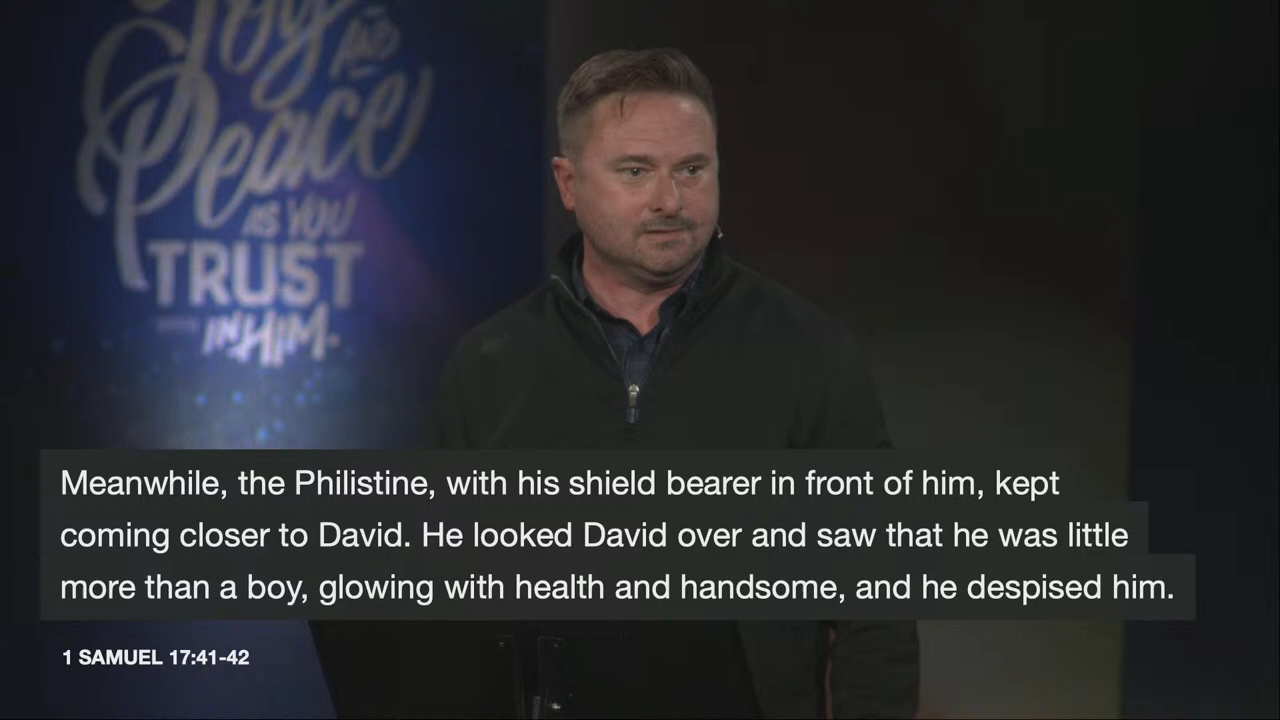 Joy AND
Peace
AS YOU
TRUST
IN HIM.
Meanwhile, the Philistine, with his shield bearer in front of him, kept
coming closer to David. He looked David over and saw that he was little
more than a boy, glowing with health and handsome, and he despised him.
1 SAMUEL 17:41-42